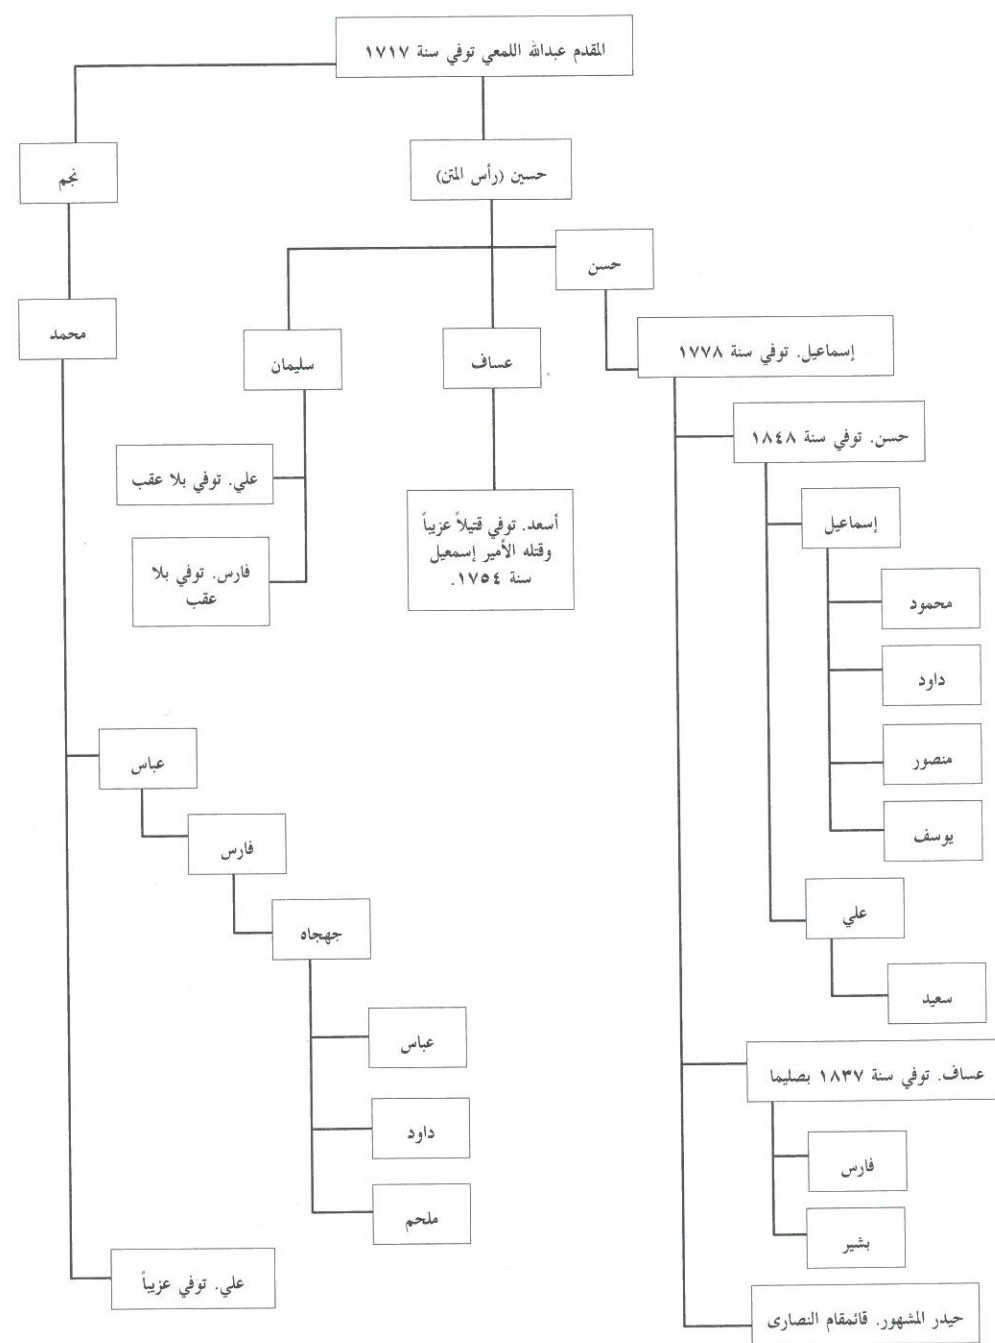 المقدم عبدالله اللمعي توفي سنة ١٧١٧
حسين (رأس المتن)
نجم
حسن
محمد
سليمان
عساف
إسماعيل. توفي سنة ١٧٧٨
حسن. توفي سنة ١٨٤٨
علي. توفي بلا عقب
أسعد. توفي قتيلاً عزيباً
وقتله الأمير إسمعيل
سنة ١٧٥٤.
إسماعيل
فارس. توفي بلا
عقب
محمود
داود
منصور
يوسف
عباس
فارس
جهجاه
علي
سعيد
عباس
عساف. توفي سنة ١٨٣٧ بصليما
داود
فارس
ملحم
بشير
علي. توفي عزيباً
حيدر المشهور. قائمقام النصارى